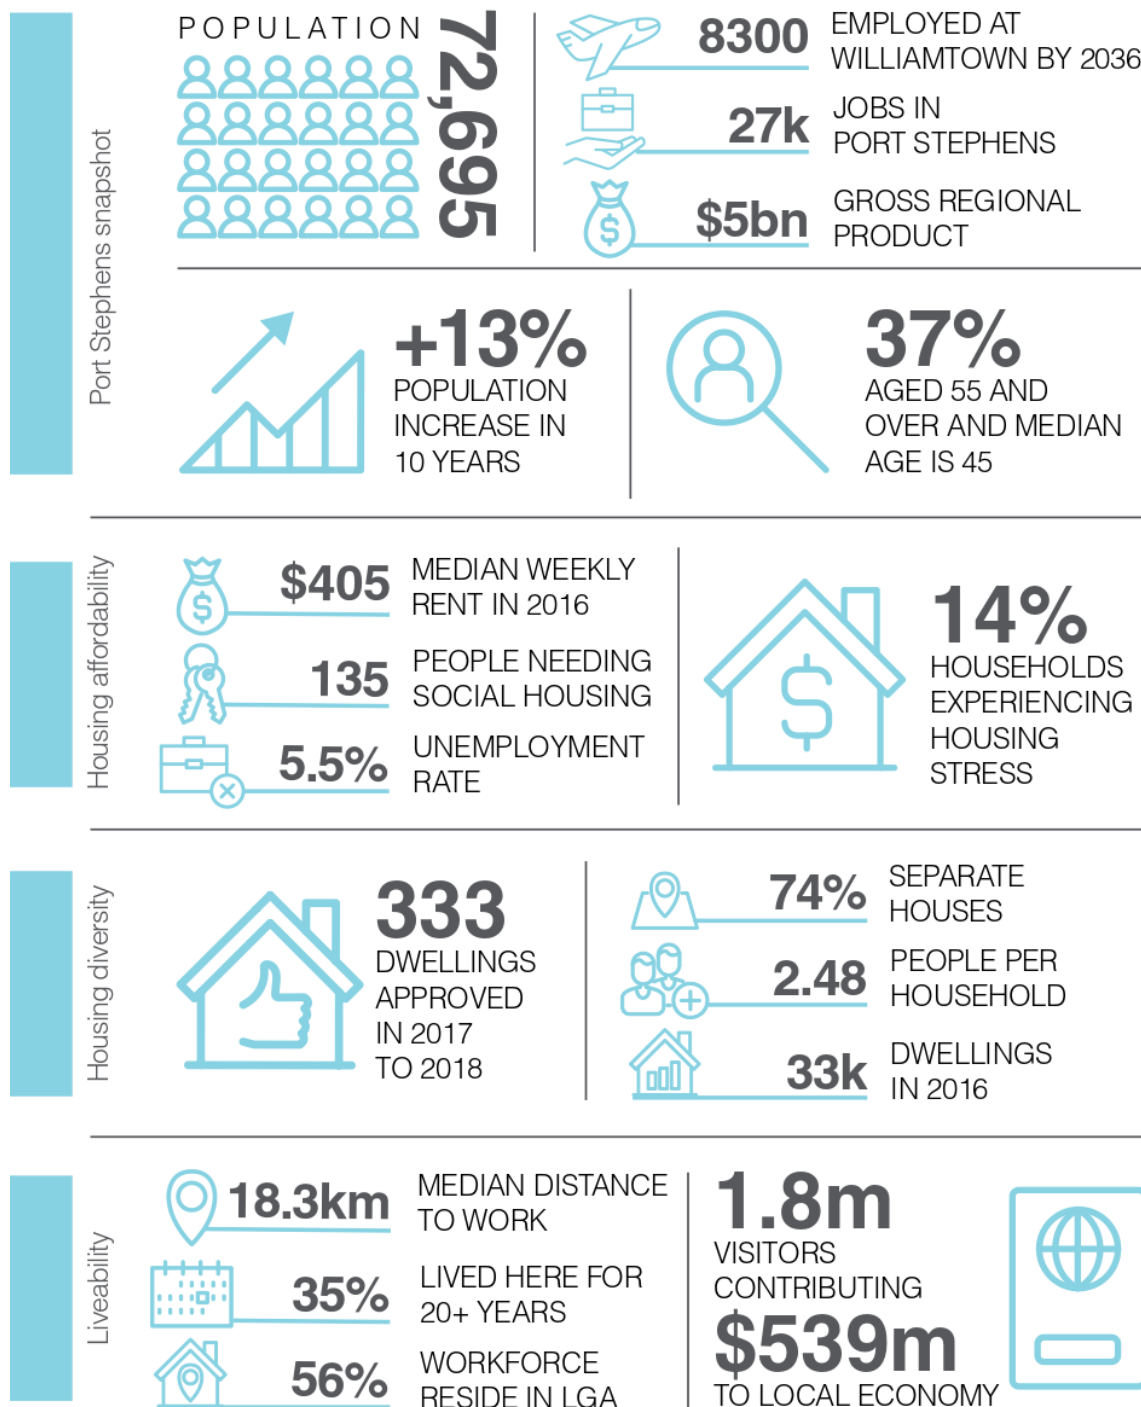 Port Stephens snapshot
POPULATION
72,695
8300
EMPLOYED AT
WILLIAMTOWN BY 2036
27k
JOBS IN
PORT STEPHENS
$5bn
GROSS REGIONAL
PRODUCT
+13%
POPULATION
INCREASE IN
10 YEARS
37%
AGED 55 AND
OVER AND MEDIAN
AGE IS 45
Housing affordability
$405
MEDIAN WEEKLY
RENT IN 2016
135
PEOPLE NEEDING
SOCIAL HOUSING
5.5%
UNEMPLOYMENT
RATE
14%
HOUSEHOLDS
EXPERIENCING
HOUSING
STRESS
Housing diversity
333
DWELLINGS
APPROVED
IN 2017
TO 2018
74%
SEPARATE
HOUSES
2.48
PEOPLE PER
HOUSEHOLD
33k
DWELLINGS
IN 2016
Liveability
18.3km
MEDIAN DISTANCE
TO WORK
35%
LIVED HERE FOR
20+ YEARS
56%
WORKFORCE
RESIDE IN LGA
1.8m
VISITORS
CONTRIBUTING
$539m
TO LOCAL ECONOMY